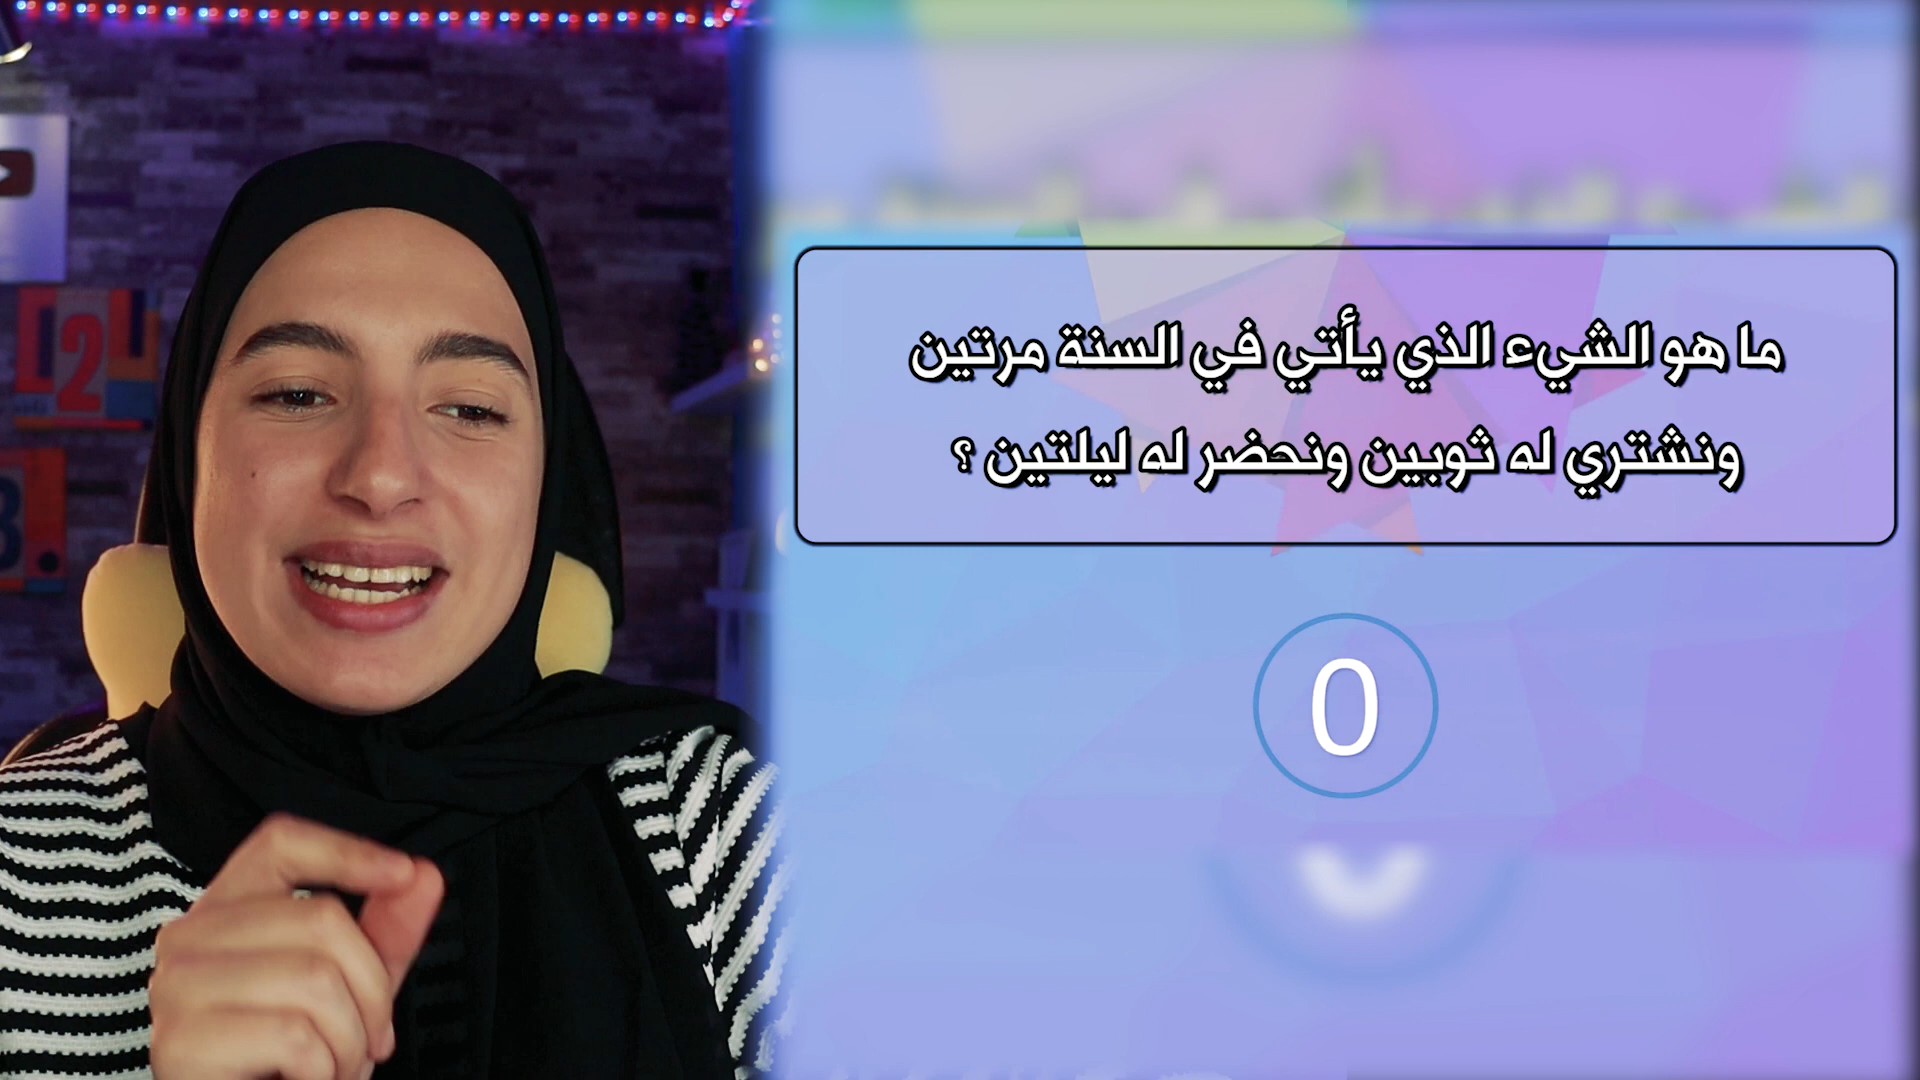 ما هو الشيء الذي يأتي في السنة مرتين
ونشتري له ثوبين ونحضر له ليلتين ؟
0